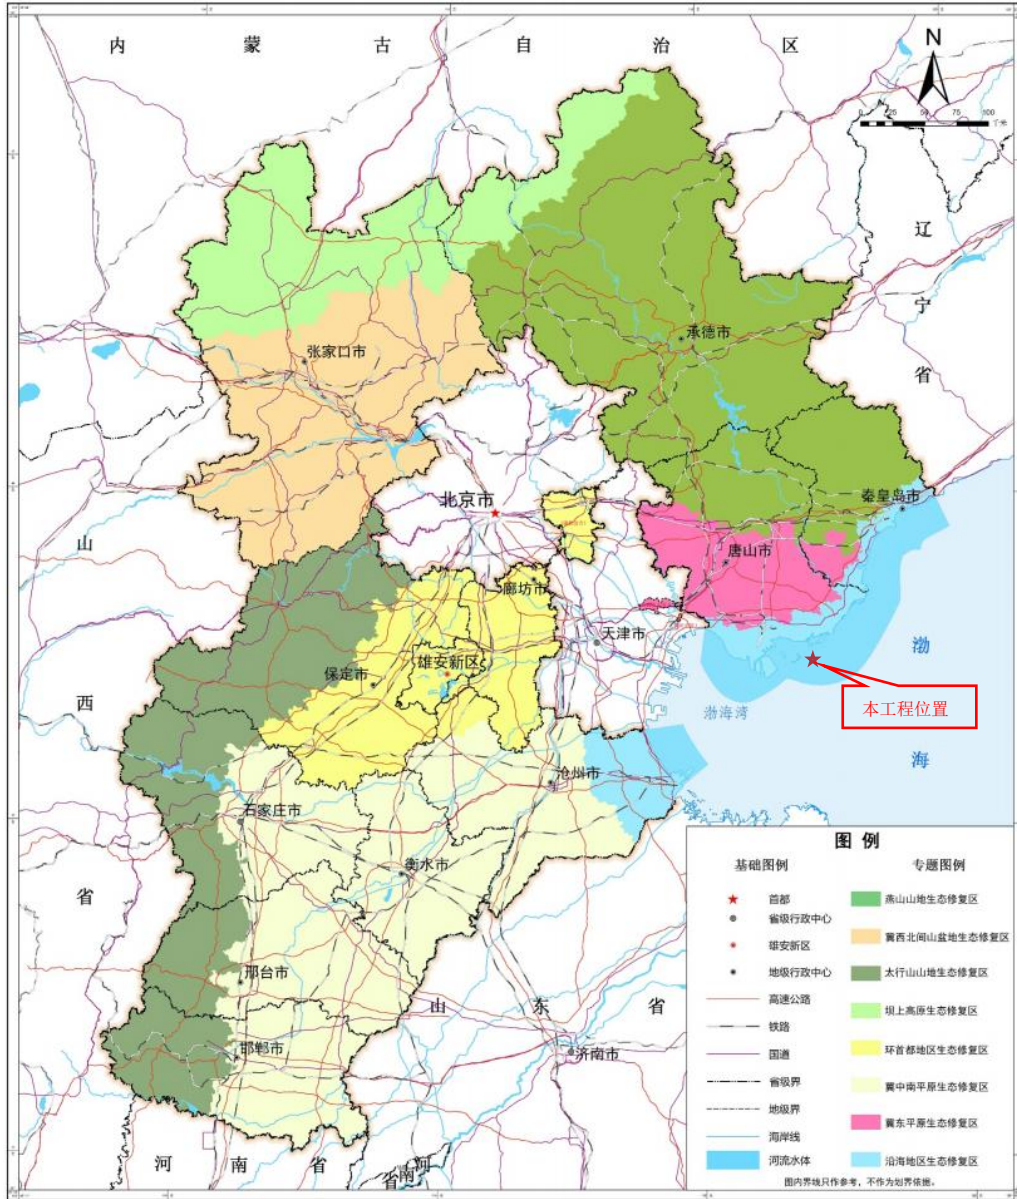 内 蒙 古 自 治 区
N
0 25 50 75 100
千米
辽
宁
省
承德市
张家口市
秦皇岛市
北京市
山
唐山市
廊坊市
天津市
雄安新区
保定市
渤
西
本工程位置
渤海湾
海
沧州市
石家庄市
图 例
衡水市
基础图例 专题图例
省
首都 燕山山地生态修复区
省级行政中心
雄安新区 冀西北间山盆地生态修复区
邢台市
地级行政中心 太行山山地生态修复区
山 东 省
高速公路 坝上高原生态修复区
铁路
邯郸市
济南市
国道 环首都地区生态修复区
省级界 冀中南平原生态修复区
地级界 冀东平原生态修复区
海岸线
河流水体 沿海地区生态修复区
河 南 省
河
南
省
图内界线只作参考，不作为划界依据。